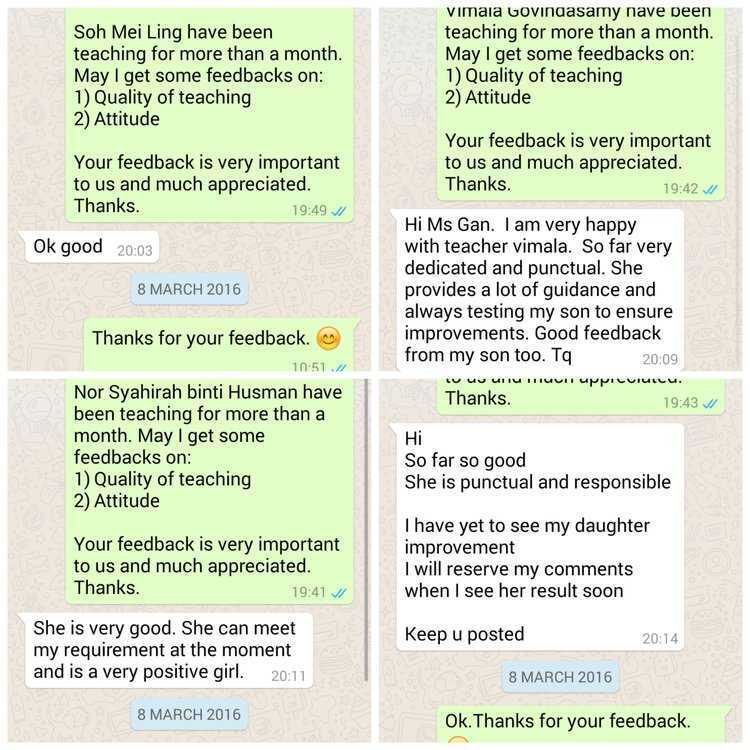 Soh Mei Ling have been
teaching for more than a month.
May I get some feedbacks on:
1) Quality of teaching
2) Attitude
Your feedback is very important
to us and much appreciated.
Thanks.
19:49
Ok good 20:03
8 MARCH 2016
Thanks for your feedback. 😊
10:51
Vimala Govindasamy have been
teaching for more than a month.
May I get some feedbacks on:
1) Quality of teaching
2) Attitude
Your feedback is very important
to us and much appreciated.
Thanks.
19:42
Hi Ms Gan. I am very happy
with teacher vimala. So far very
dedicated and punctual. She
provides a lot of guidance and
always testing my son to ensure
improvements. Good feedback
from my son too. Tq
20:09
Nor Syahirah binti Husman have
been teaching for more than a
month. May I get some
feedbacks on:
1) Quality of teaching
2) Attitude
Your feedback is very important
to us and much appreciated.
Thanks.
19:41
She is very good. She can meet
my requirement at the moment
and is a very positive girl.
20:11
8 MARCH 2016
to us and much appreciated.
Thanks.
19:43
Hi
So far so good
She is punctual and responsible
I have yet to see my daughter
improvement
I will reserve my comments
when I see her result soon
Keep u posted
20:14
8 MARCH 2016
Ok.Thanks for your feedback.